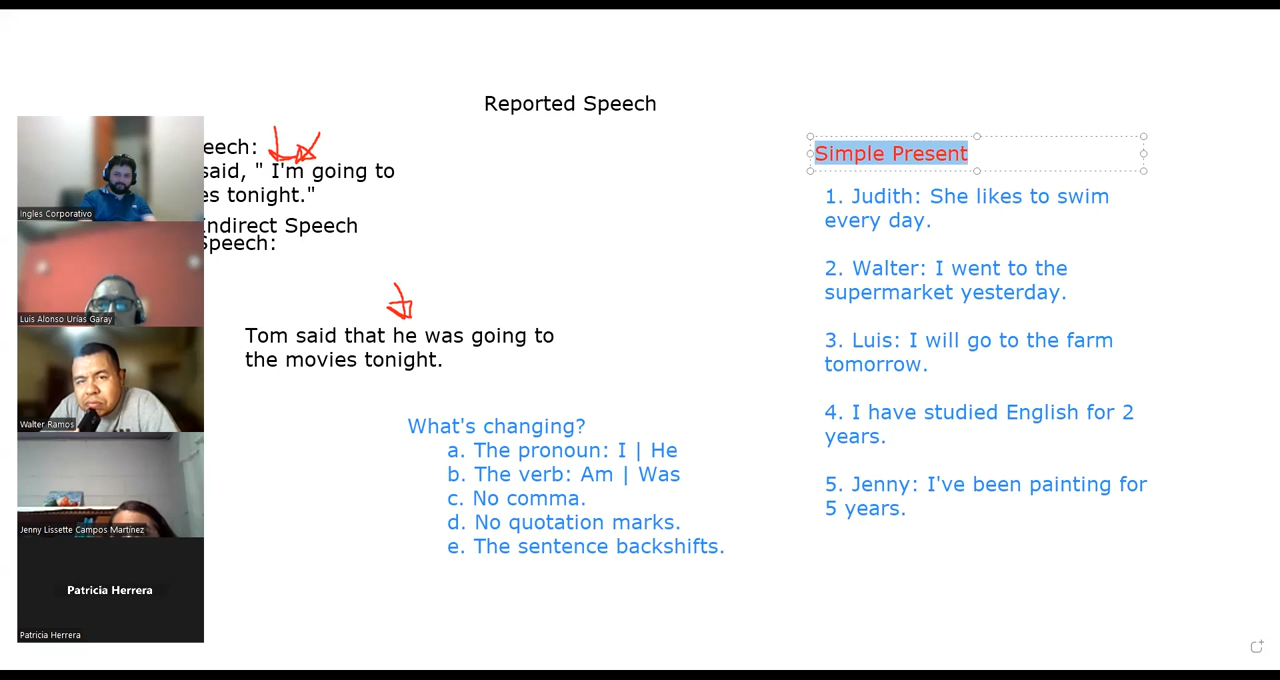 Reported Speech
eech:
said, " I'm going to
es tonight."
Indirect Speech
Speech:
Tom said that he was going to
the movies tonight.
What's changing?
a. The pronoun: I | He
b. The verb: Am | Was
c. No comma.
d. No quotation marks.
e. The sentence backshifts.
Simple Present
1. Judith: She likes to swim
every day.
2. Walter: I went to the
supermarket yesterday.
3. Luis: I will go to the farm
tomorrow.
4. I have studied English for 2
years.
5. Jenny: I've been painting for
5 years.
Ingles Corporativo
Luis Alonso Urías Garay
Walter Ramos
Jenny Lissette Campos Martínez
Patricia Herrera
Patricia Herrera